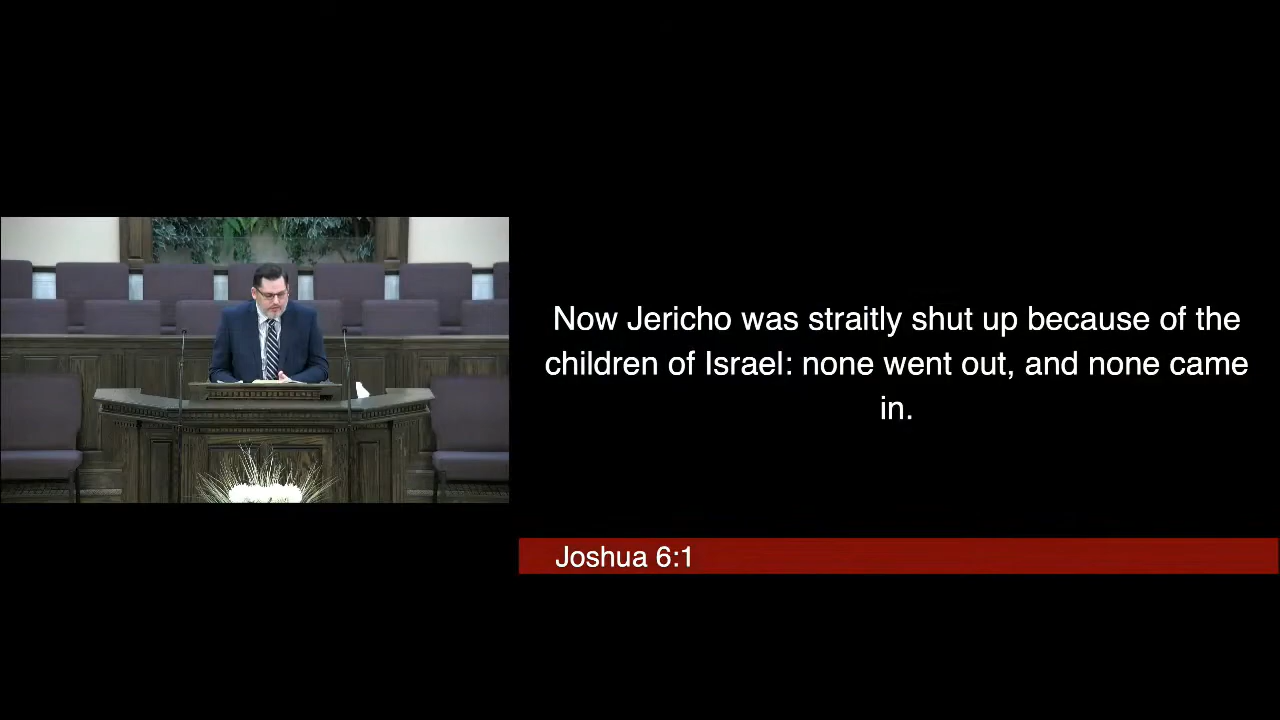 Now Jericho was straitly shut up because of the
children of Israel: none went out, and none came
in.
Joshua 6:1